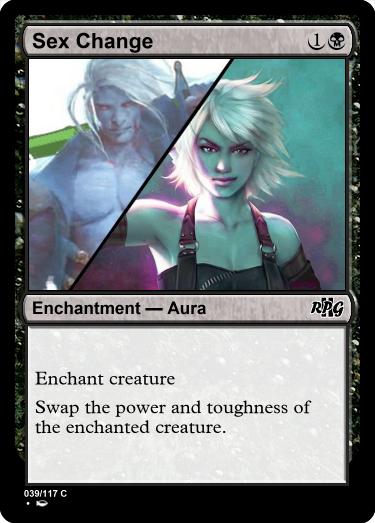 Sex Change 1
Enchantment — Aura RPG
Enchant creature
Swap the power and toughness of
the enchanted creature.
039/117 C